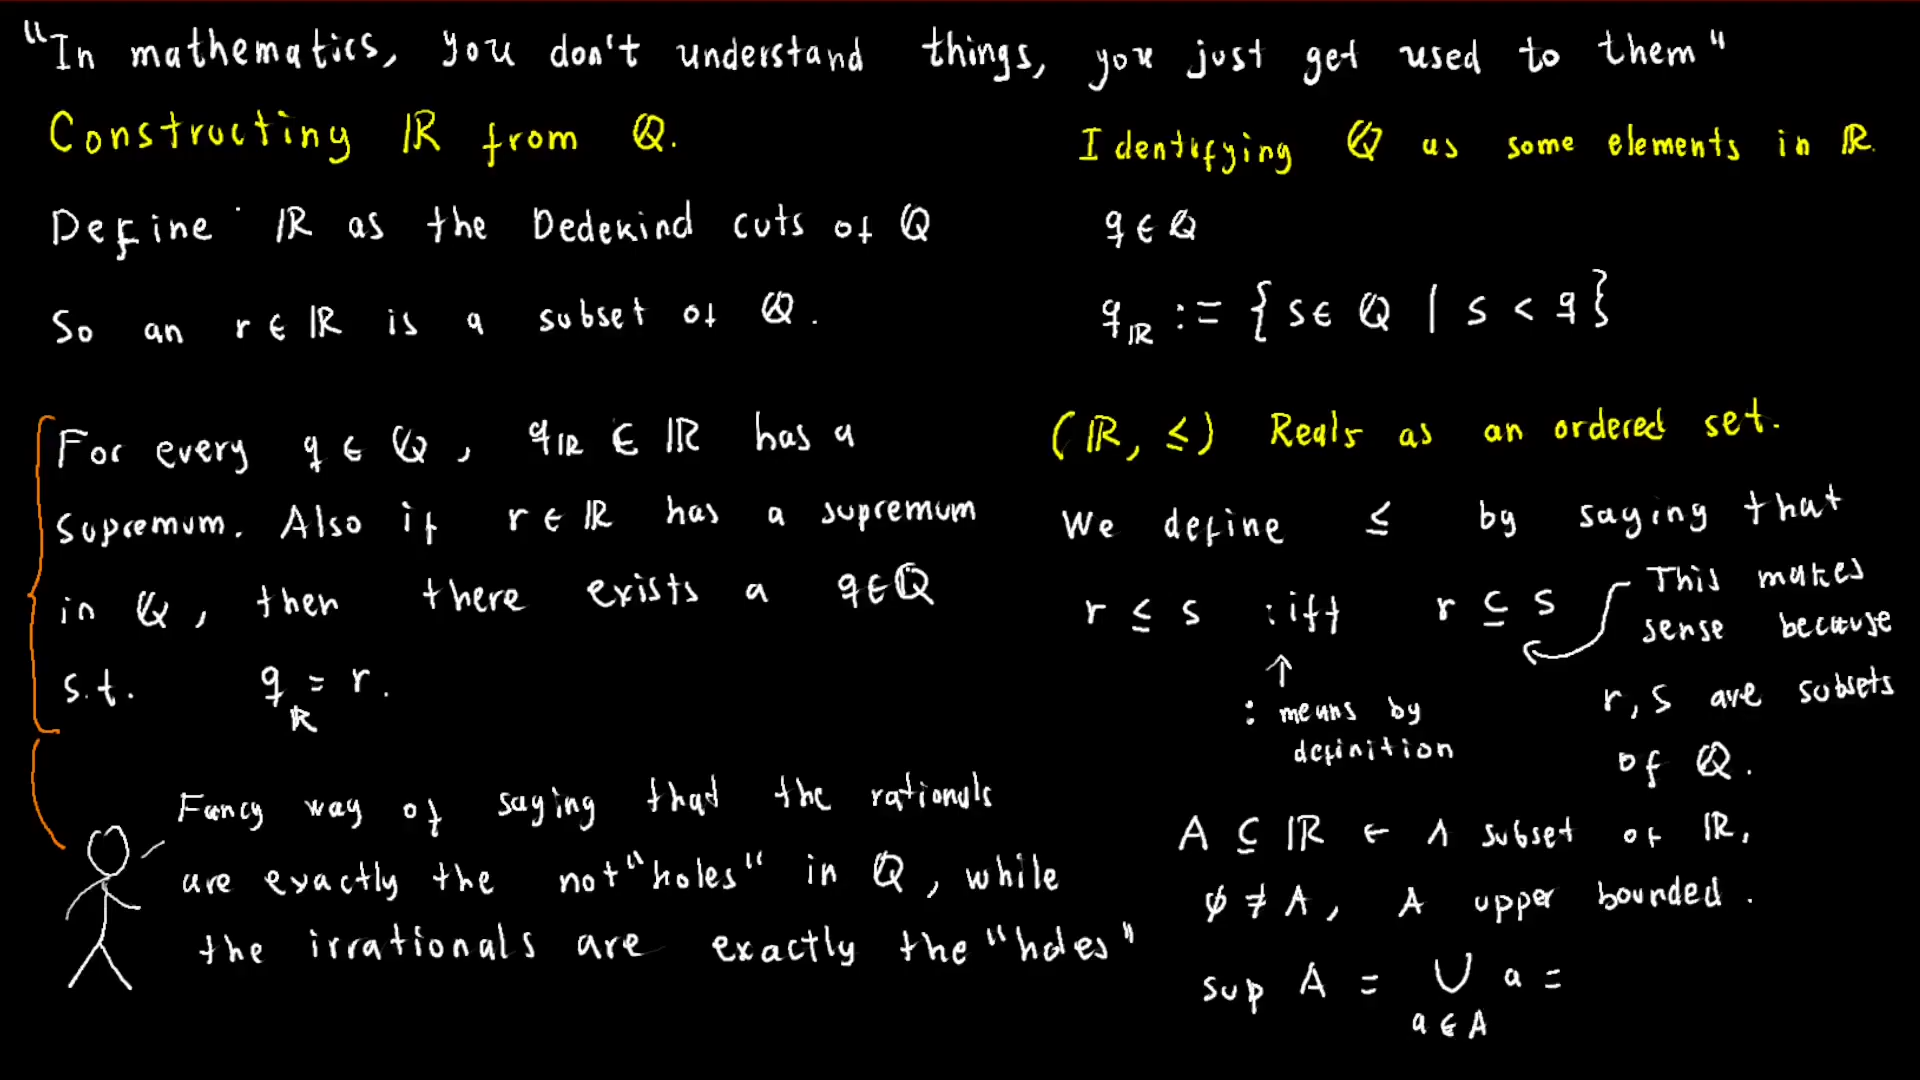 "In mathematics, you don't understand things, you just get used to them"
Constructing ℝ from ℚ.
Define ℝ as the Dedekind cuts of ℚ
So an r ∈ ℝ is a subset of ℚ.
For every q ∈ ℚ, q_ℝ ∈ ℝ has a
supremum. Also if r ∈ ℝ has a supremum
in ℚ, then there exists a q ∈ ℚ
s.t. q_ℝ = r.
Fancy way of saying that the rationals
are exactly the not "holes" in ℚ, while
the irrationals are exactly the "holes"
Identifying ℚ as some elements in ℝ.
q ∈ ℚ
q_ℝ := {s ∈ ℚ | s < q}
(ℝ, ≤) Reals as an ordered set.
We define ≤ by saying that
r ≤ s :iff r ⊆ s
↑
: means by
definition
This makes
sense because
r, s are subsets
of ℚ.
A ⊆ ℝ ← A subset of ℝ,
∅ ≠ A, A upper bounded.
sup A = ∪ a =
a ∈ A